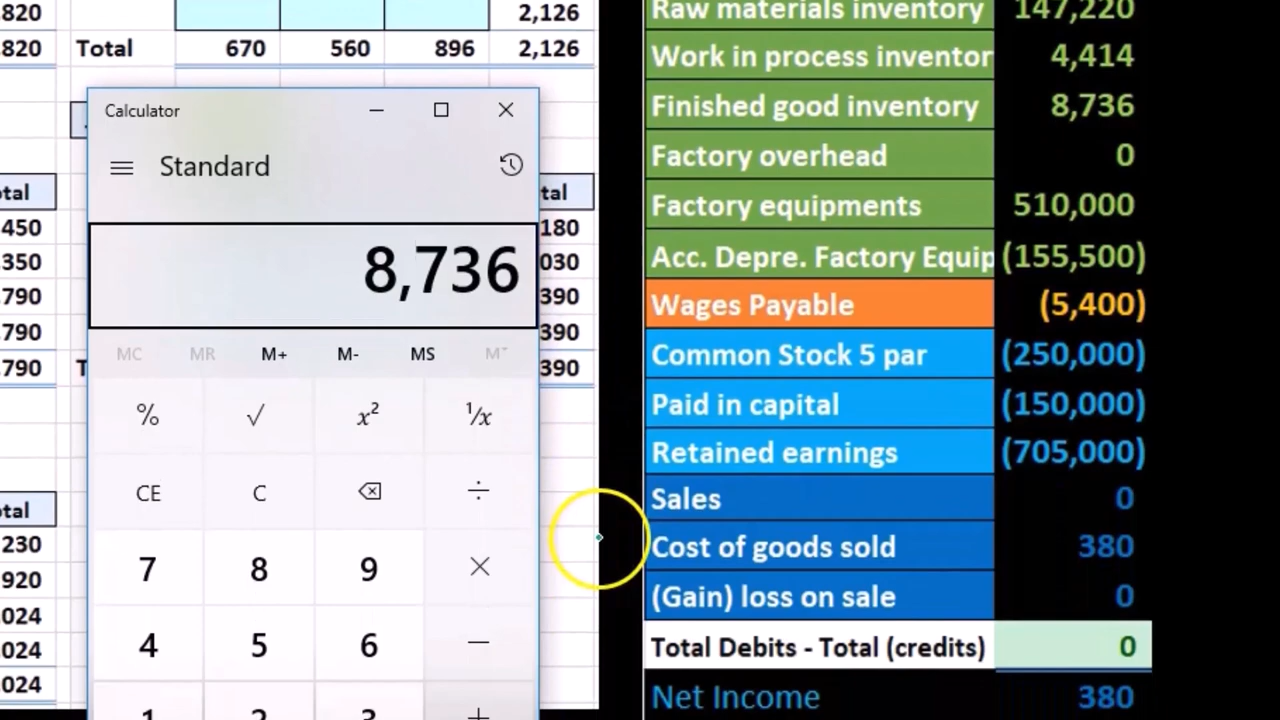 820
2,126
820 Total 670 560 896 2,126
Calculator
Standard
8,736
MC MR M+ M- MS M
% √ x² ¹/x
CE C ÷
7 8 9 ×
4 5 6 −
1 2 3 +
otal
450
350
790
790
790
otal
230
920
024
024
024
tal
180
030
390
390
T 390
Raw materials inventory 147,220
Work in process inventor 4,414
Finished good inventory 8,736
Factory overhead 0
Factory equipments 510,000
Acc. Depre. Factory Equip (155,500)
Wages Payable (5,400)
Common Stock 5 par (250,000)
Paid in capital (150,000)
Retained earnings (705,000)
Sales 0
Cost of goods sold 380
(Gain) loss on sale 0
Total Debits - Total (credits) 0
Net Income 380